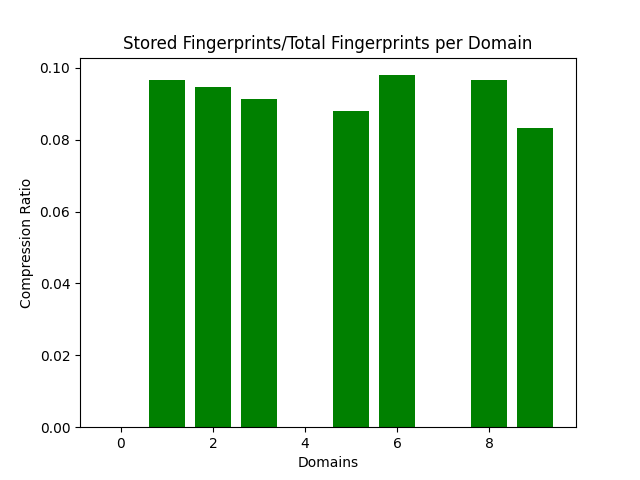 Stored Fingerprints/Total Fingerprints per Domain
0.10
0.08
0.06
0.04
0.02
0.00
Compression Ratio
0 2 4 6 8
Domains